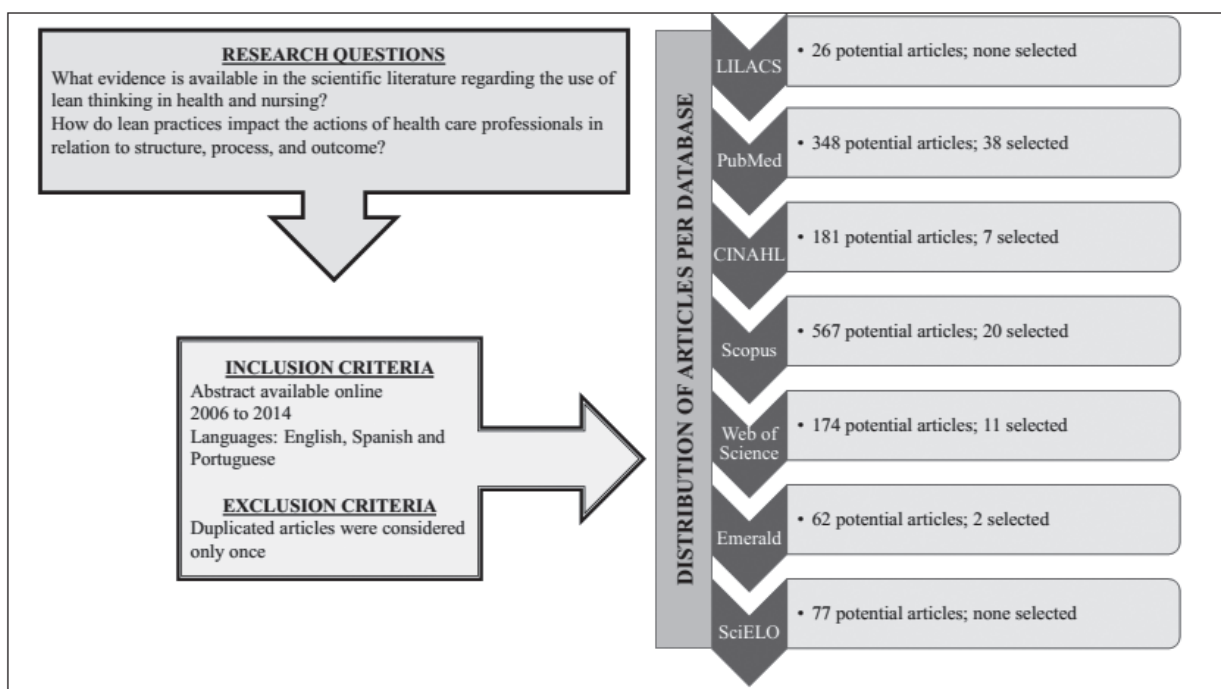 RESEARCH QUESTIONS
What evidence is available in the scientific literature regarding the use of
lean thinking in health and nursing?
How do lean practices impact the actions of health care professionals in
relation to structure, process, and outcome?
INCLUSION CRITERIA
Abstract available online
2006 to 2014
Languages: English, Spanish and
Portuguese
EXCLUSION CRITERIA
Duplicated articles were considered
only once
DISTRIBUTION OF ARTICLES PER DATABASE
LILACS
• 26 potential articles; none selected
PubMed
• 348 potential articles; 38 selected
CINAHL
• 181 potential articles; 7 selected
Scopus
• 567 potential articles; 20 selected
Web of
Science
• 174 potential articles; 11 selected
Emerald
• 62 potential articles; 2 selected
SciELO
• 77 potential articles; none selected